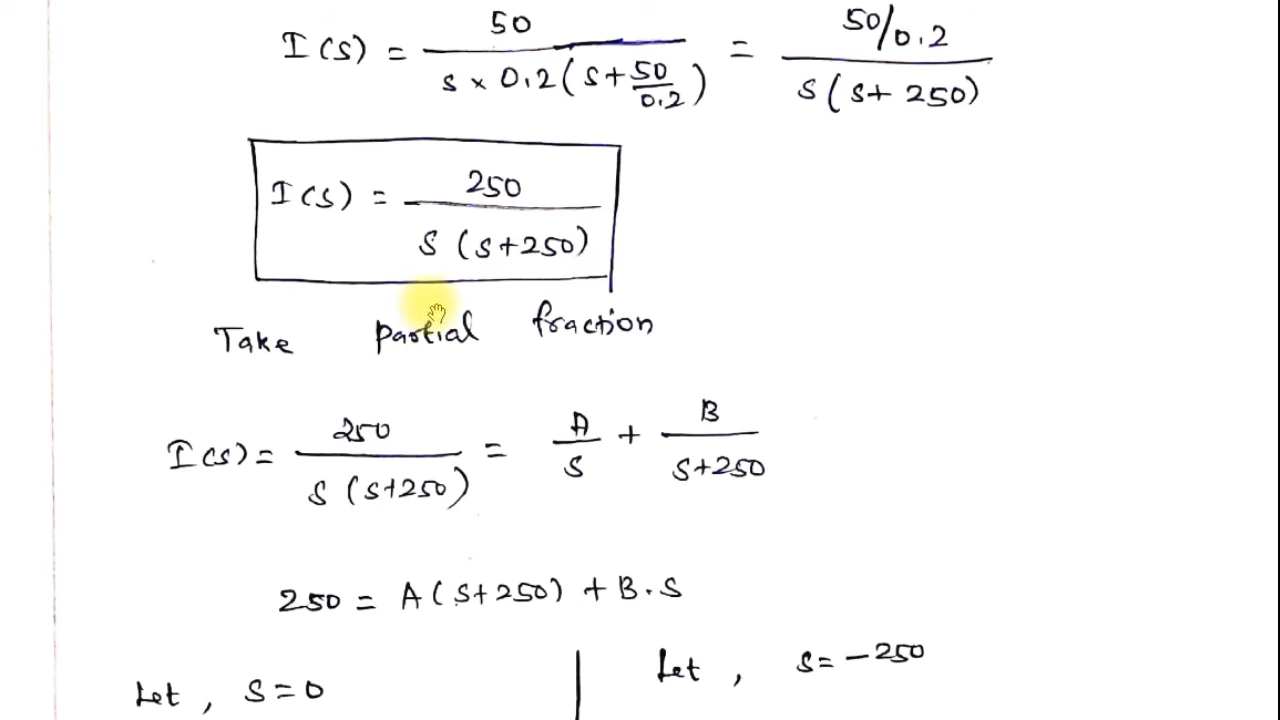 I(s) = 50 / s × 0.2 (s + 50/0.2) = 50/0.2 / s(s + 250)
I(s) = 250 / s (s+250)
Take partial fraction
I(s) = 250 / s (s+250) = A/s + B/s+250
250 = A(s+250) + B.s
Let , s=0
Let , s= -250